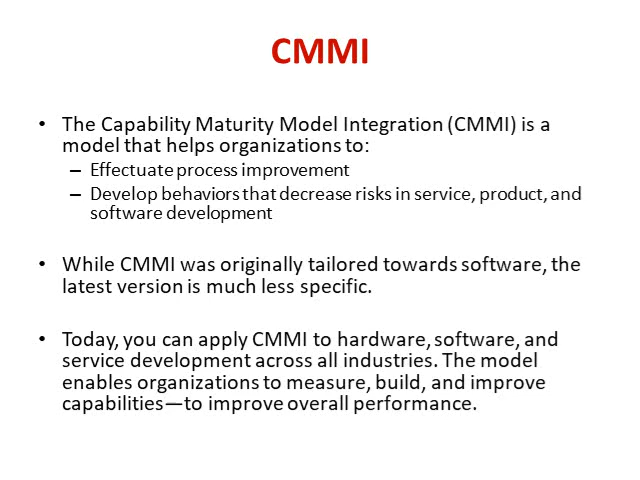 CMMI
• The Capability Maturity Model Integration (CMMI) is a
model that helps organizations to:
– Effectuate process improvement
– Develop behaviors that decrease risks in service, product, and
software development
• While CMMI was originally tailored towards software, the
latest version is much less specific.
• Today, you can apply CMMI to hardware, software, and
service development across all industries. The model
enables organizations to measure, build, and improve
capabilities—to improve overall performance.